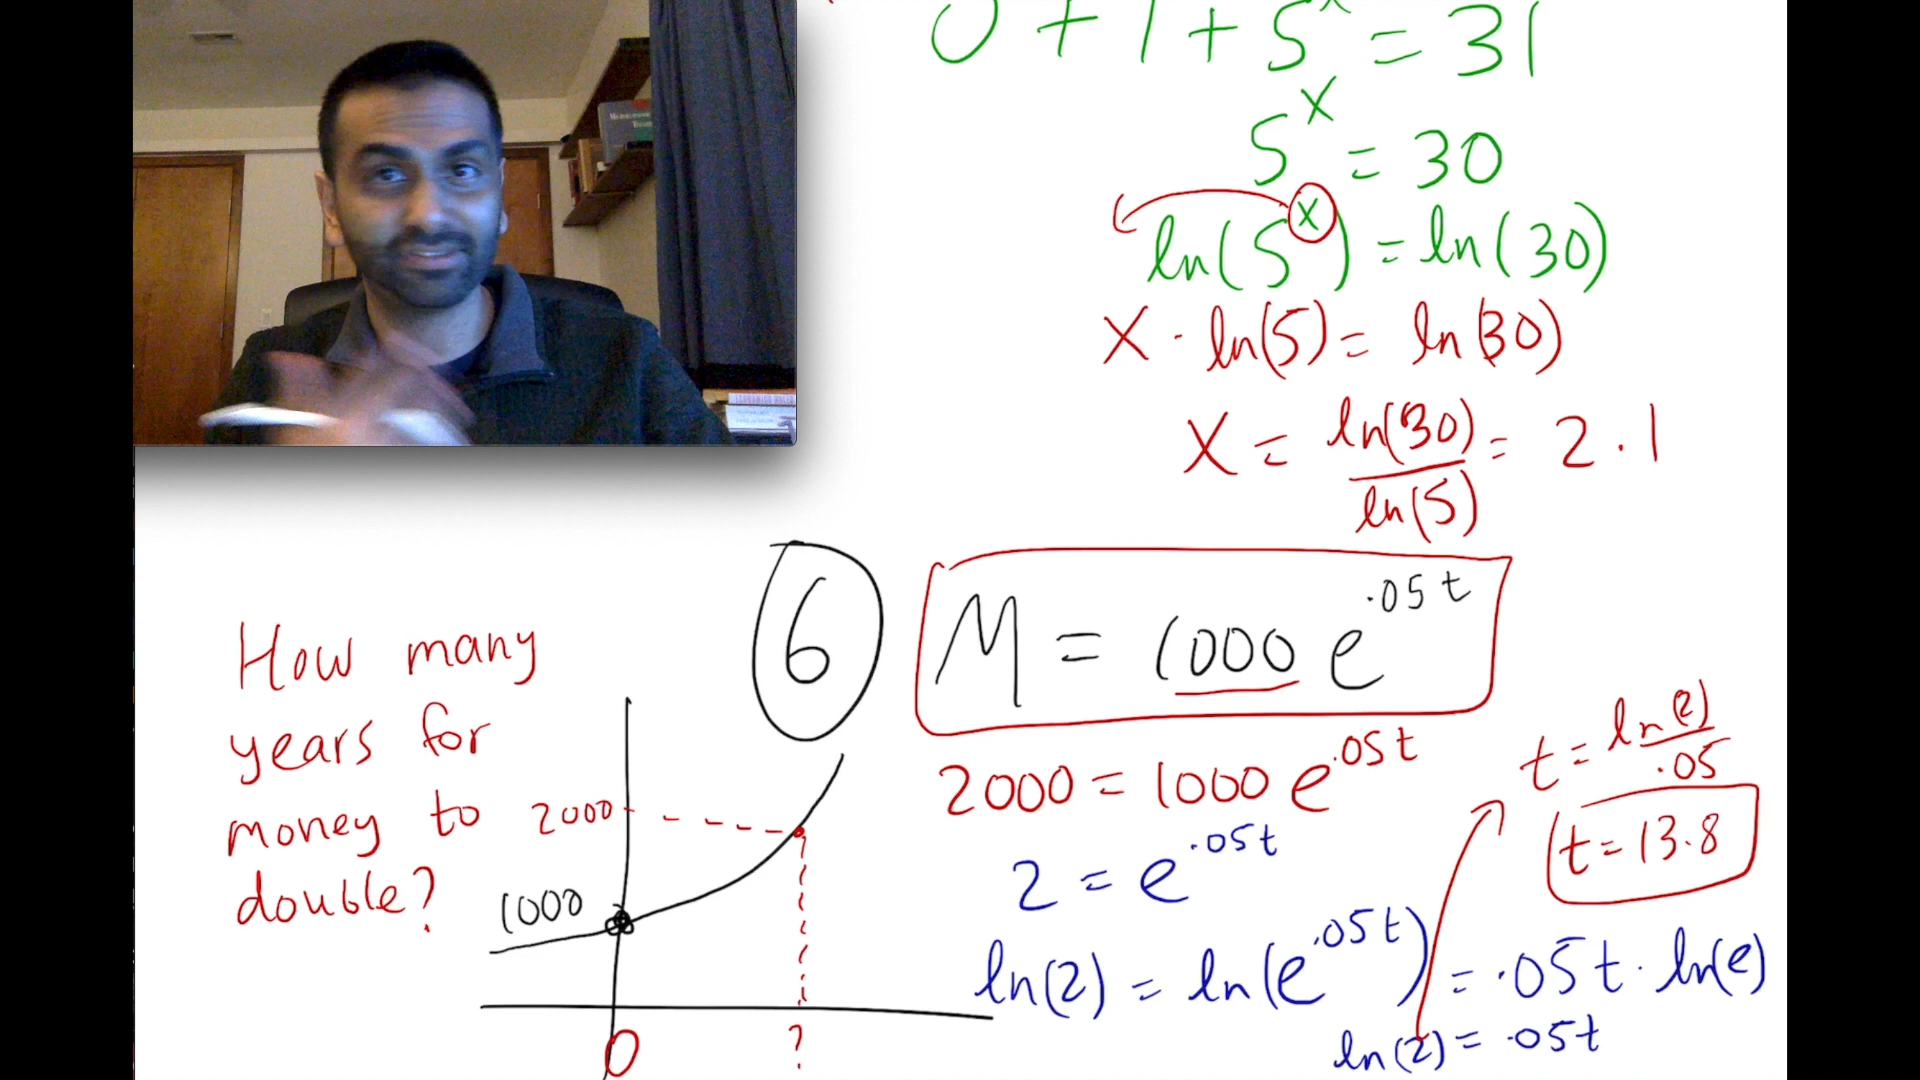 0 + 1 + 5^x = 31
5^x = 30
ln(5^x) = ln(30)
x · ln(5) = ln(30)
x = ln(30)/ln(5) = 2.1
6
M = 1000 e^.05t
How many
years for
money to
double?
2000
1000
0
?
2000 = 1000 e^.05t
2 = e^.05t
ln(2) = ln(e^.05t) = .05t · ln(e)
ln(2) = .05t
t = ln(2)/.05
t = 13.8